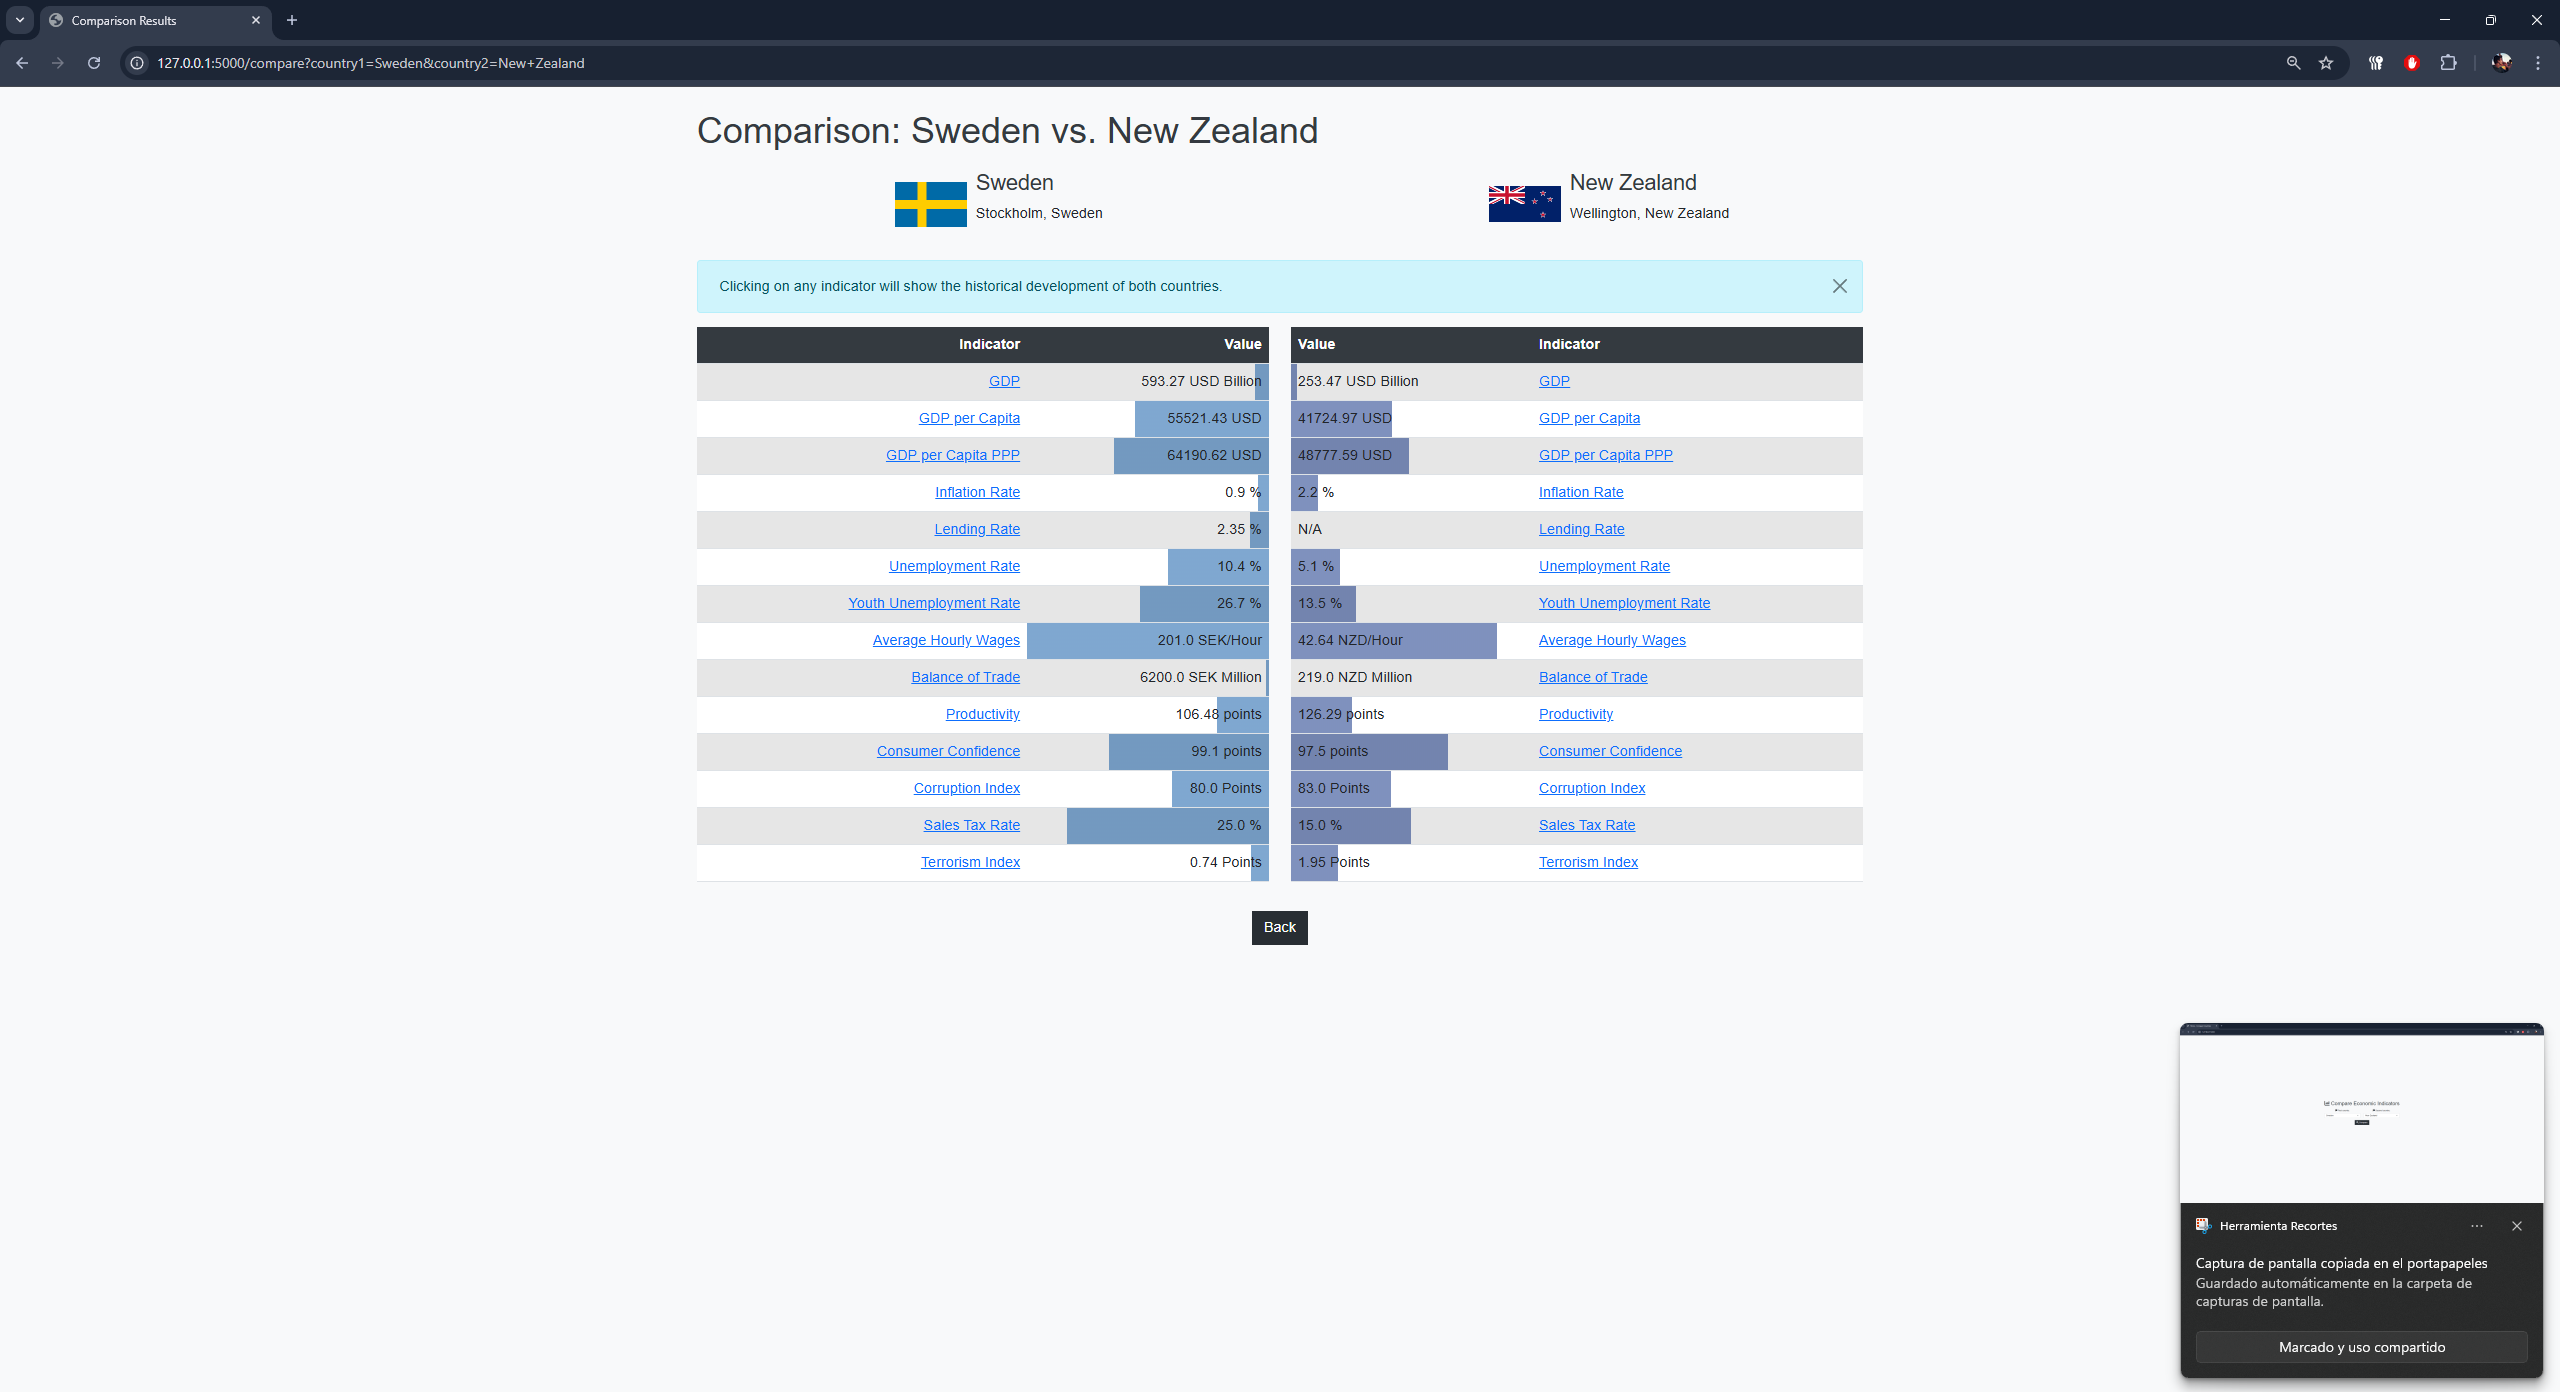 Comparison Results
127.0.0.1:5000/compare?country1=Sweden&country2=New+Zealand
Comparison: Sweden vs. New Zealand
Sweden
Stockholm, Sweden
New Zealand
Wellington, New Zealand
Clicking on any indicator will show the historical development of both countries.
Indicator Value Value Indicator
GDP 593.27 USD Billion 253.47 USD Billion GDP
GDP per Capita 55521.43 USD 41724.97 USD GDP per Capita
GDP per Capita PPP 64190.62 USD 48777.59 USD GDP per Capita PPP
Inflation Rate 0.9 % 2.2 % Inflation Rate
Lending Rate 2.35 % N/A Lending Rate
Unemployment Rate 10.4 % 5.1 % Unemployment Rate
Youth Unemployment Rate 26.7 % 13.5 % Youth Unemployment Rate
Average Hourly Wages 201.0 SEK/Hour 42.64 NZD/Hour Average Hourly Wages
Balance of Trade 6200.0 SEK Million 219.0 NZD Million Balance of Trade
Productivity 106.48 points 126.29 points Productivity
Consumer Confidence 99.1 points 97.5 points Consumer Confidence
Corruption Index 80.0 Points 83.0 Points Corruption Index
Sales Tax Rate 25.0 % 15.0 % Sales Tax Rate
Terrorism Index 0.74 Points 1.95 Points Terrorism Index
Back
Compare Economic Indicators
Herramienta Recortes
Captura de pantalla copiada en el portapapeles
Guardado automáticamente en la carpeta de
capturas de pantalla.
Marcado y uso compartido